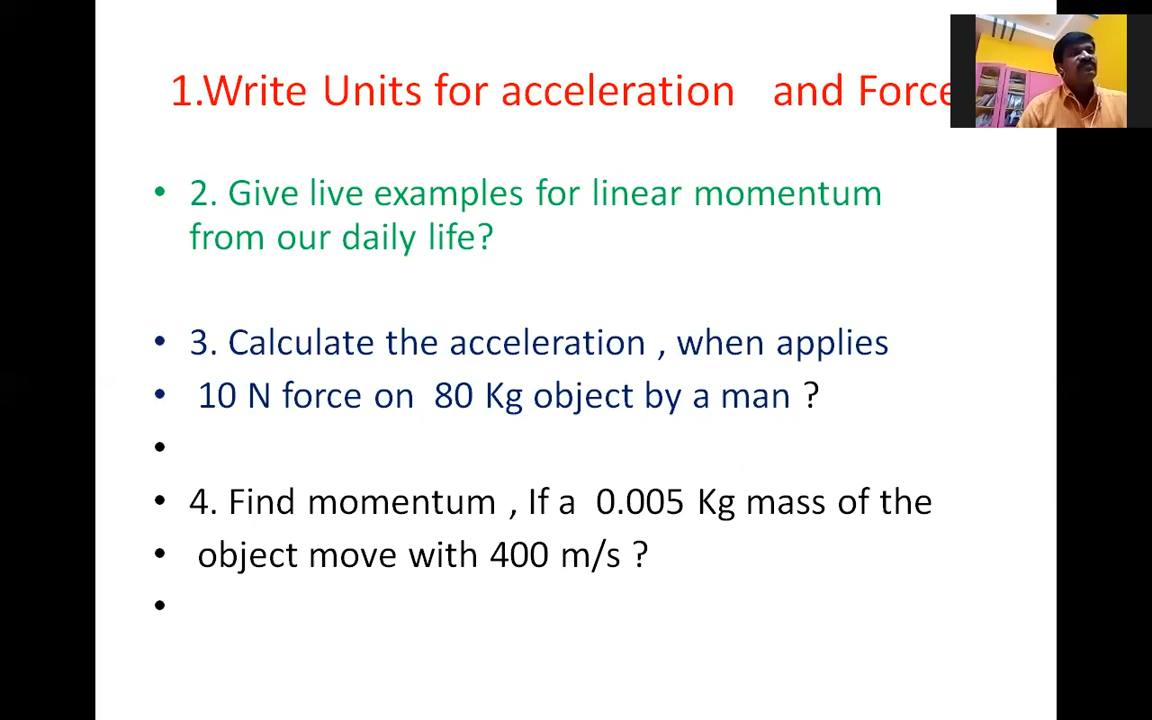 1.Write Units for acceleration and Force
• 2. Give live examples for linear momentum
from our daily life?
• 3. Calculate the acceleration , when applies
• 10 N force on 80 Kg object by a man ?
•
• 4. Find momentum , If a 0.005 Kg mass of the
• object move with 400 m/s ?
•